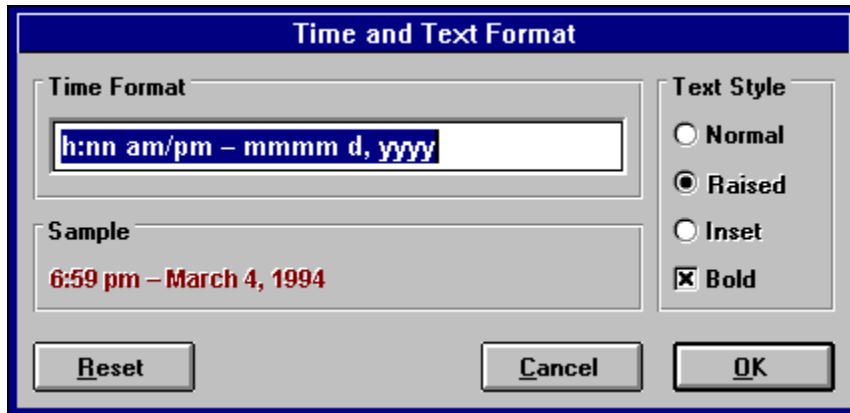 Time and Text Format
Time Format
h:nn am/pm – mmmm d, yyyy
Sample
6:59 pm – March 4, 1994
Text Style
Normal
Raised
Inset
Bold
Reset
Cancel
OK